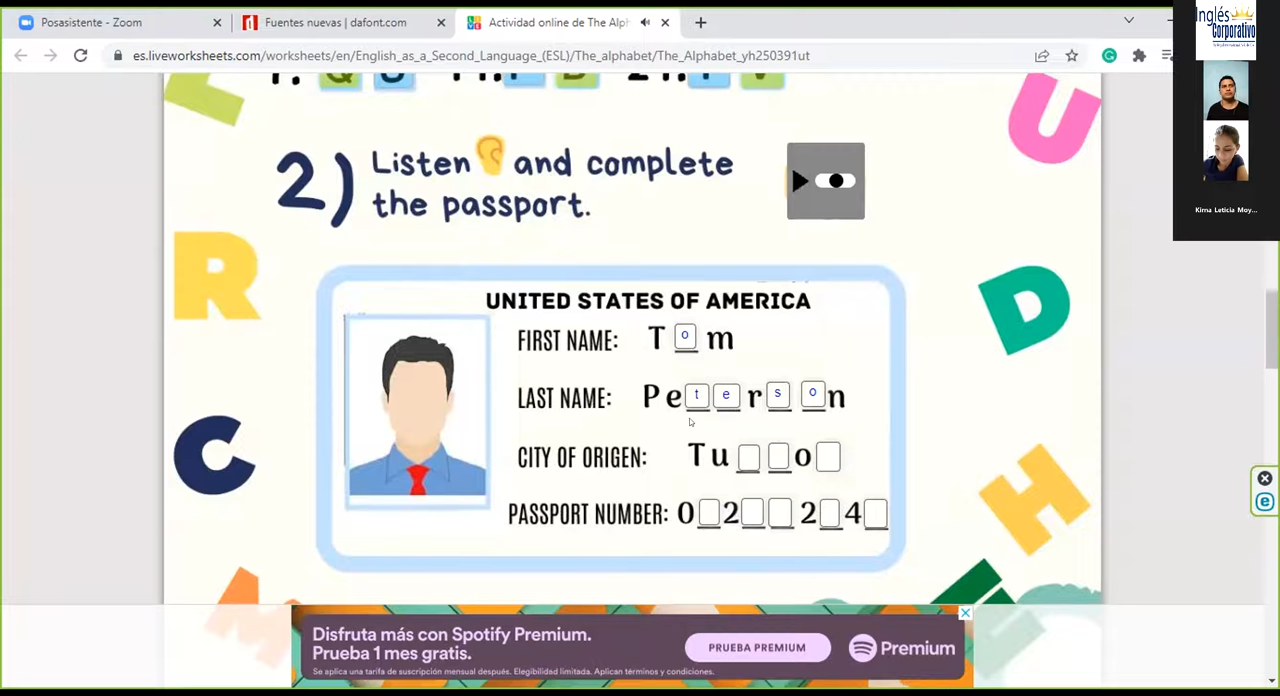 Posasistente - Zoom
Fuentes nuevas | dafont.com
Actividad online de The Alph
es.liveworksheets.com/worksheets/en/English_as_a_Second_Language_(ESL)/The_alphabet/The_Alphabet_yh250391ut
Inglés
Corporativo
Kima Leticia Moy...
2) Listen and complete
the passport.
UNITED STATES OF AMERICA
FIRST NAME: T o m
LAST NAME: P e t e r s o n
CITY OF ORIGEN: T u _ _ o _
PASSPORT NUMBER: 0 _ 2 _ _ 2 _ 4 _
L
U
R
D
C
H
M
Disfruta más con Spotify Premium.
Prueba 1 mes gratis.
Se aplica una tarifa de suscripción mensual después. Elegibilidad limitada. Aplican términos y condiciones.
PRUEBA PREMIUM
Premium